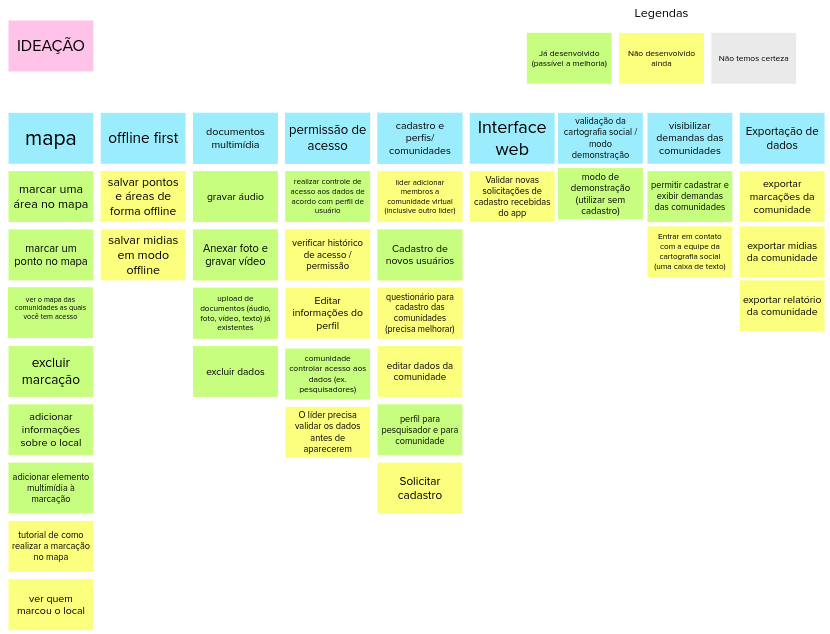 Legendas
IDEAÇÃO
Já desenvolvido
(passível a melhoria)
Não desenvolvido
ainda
Não temos certeza
mapa
marcar uma
área no mapa
marcar um
ponto no mapa
ver o mapa das
comunidades as quais
você tem acesso
excluir
marcação
adicionar
informações
sobre o local
adicionar elemento
multimídia à
marcação
tutorial de como
realizar a marcação
no mapa
ver quem
marcou o local
offline first
salvar pontos
e áreas de
forma offline
salvar midias
em modo
offline
documentos
multimídia
gravar áudio
Anexar foto e
gravar vídeo
upload de
documentos (áudio,
foto, vídeo, texto) já
existentes
excluir dados
permissão de
acesso
realizar controle de
acesso aos dados de
acordo com perfil de
usuário
verificar histórico
de acesso /
permissão
Editar
informações do
perfil
comunidade
controlar acesso aos
dados (ex.
pesquisadores)
O líder precisa
validar os dados
antes de
aparecerem
cadastro e
perfis/
comunidades
lider adicionar
membros a
comunidade virtual
(inclusive outro lider)
Cadastro de
novos usuários
questionário para
cadastro das
comunidades
(precisa melhorar)
editar dados da
comunidade
perfil para
pesquisador e para
comunidade
Solicitar
cadastro
Interface
web
Validar novas
solicitações de
cadastro recebidas
do app
validação da
cartografia social /
modo
demonstração
modo de
demonstração
(utilizar sem
cadastro)
visibilizar
demandas das
comunidades
permitir cadastrar e
exibir demandas
das comunidades
Entrar em contato
com a equipe da
cartografia social
(uma caixa de texto)
Exportação de
dados
exportar
marcações da
comunidade
exportar midias
da comunidade
exportar relatório
da comunidade